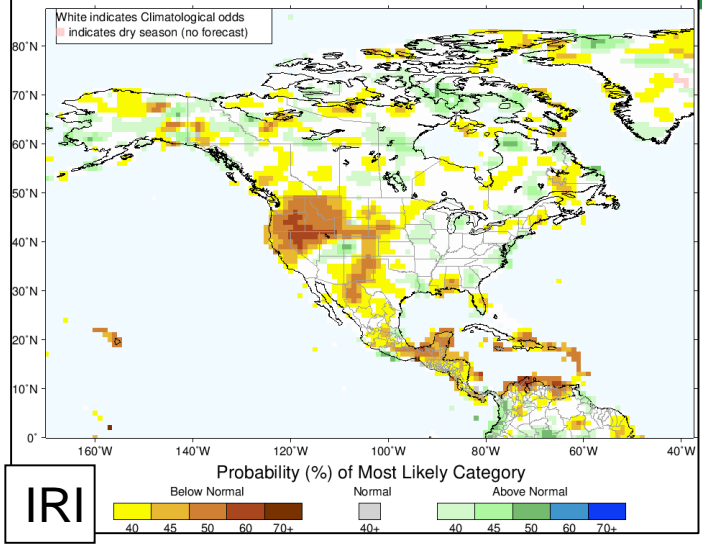 White indicates Climatological odds
indicates dry season (no forecast)
80°N
70°N
60°N
50°N
40°N
30°N
20°N
10°N
0°
160°W 140°W 120°W 100°W 80°W 60°W 40°W
Probability (%) of Most Likely Category
IRI
Below Normal Normal Above Normal
40 45 50 60 70+ 40+ 40 45 50 60 70+